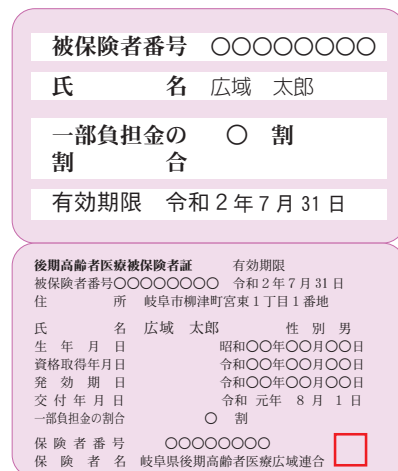 被保険者番号 ○○○○○○○○
氏 名 広域 太郎
一部負担金の ○ 割
割 合
有効期限 令和2年7月31日
後期高齢者医療被保険者証 有効期限
被保険者番号○○○○○○○○ 令和2年7月31日
住 所 岐阜市柳津町宮東1丁目1番地
氏 名 広域 太郎 性 別 男
生 年 月 日 昭和○○年○○月○○日
資格取得年月日 令和○○年○○月○○日
発 効 期 日 令和○○年○○月○○日
交 付 年 月 日 令和 元年 8 月 1 日
一部負担金の割合 ○ 割
保 険 者 番 号 ○○○○○○○○
保 険 者 名 岐阜県後期高齢者医療広域連合